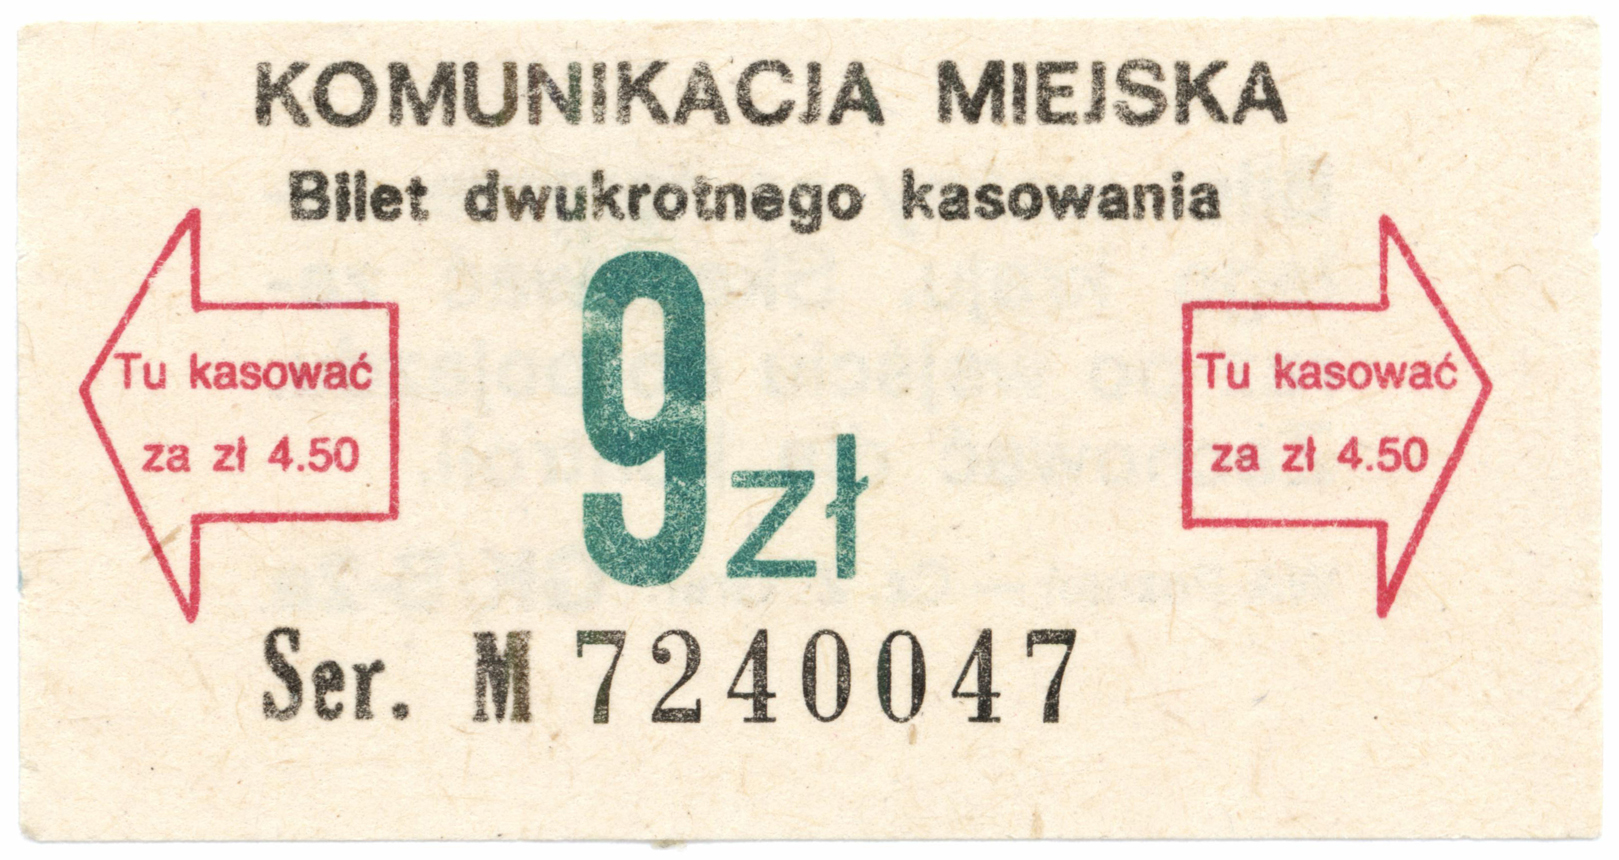 KOMUNIKACJA MIEJSKA
Bilet dwukrotnego kasowania
Tu kasować
za zł 4.50
9 zł
Tu kasować
za zł 4.50
Ser. M 7240047